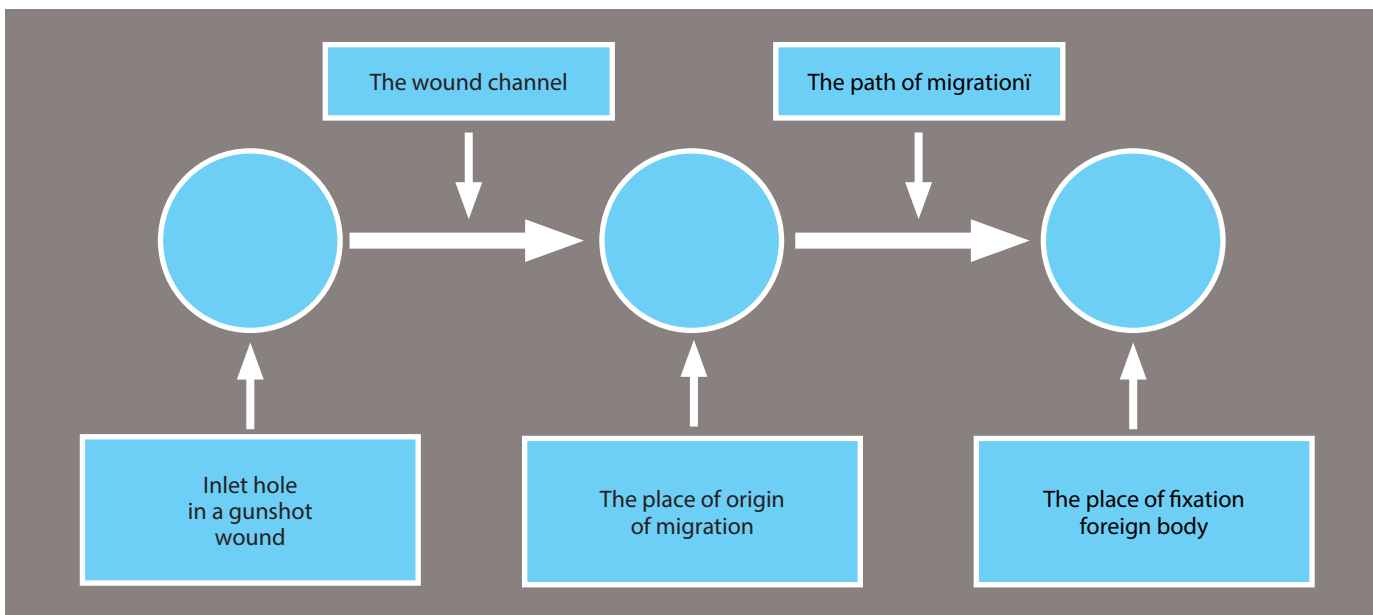 The wound channel
The path of migrationï
Inlet hole
in a gunshot
wound
The place of origin
of migration
The place of fixation
foreign body